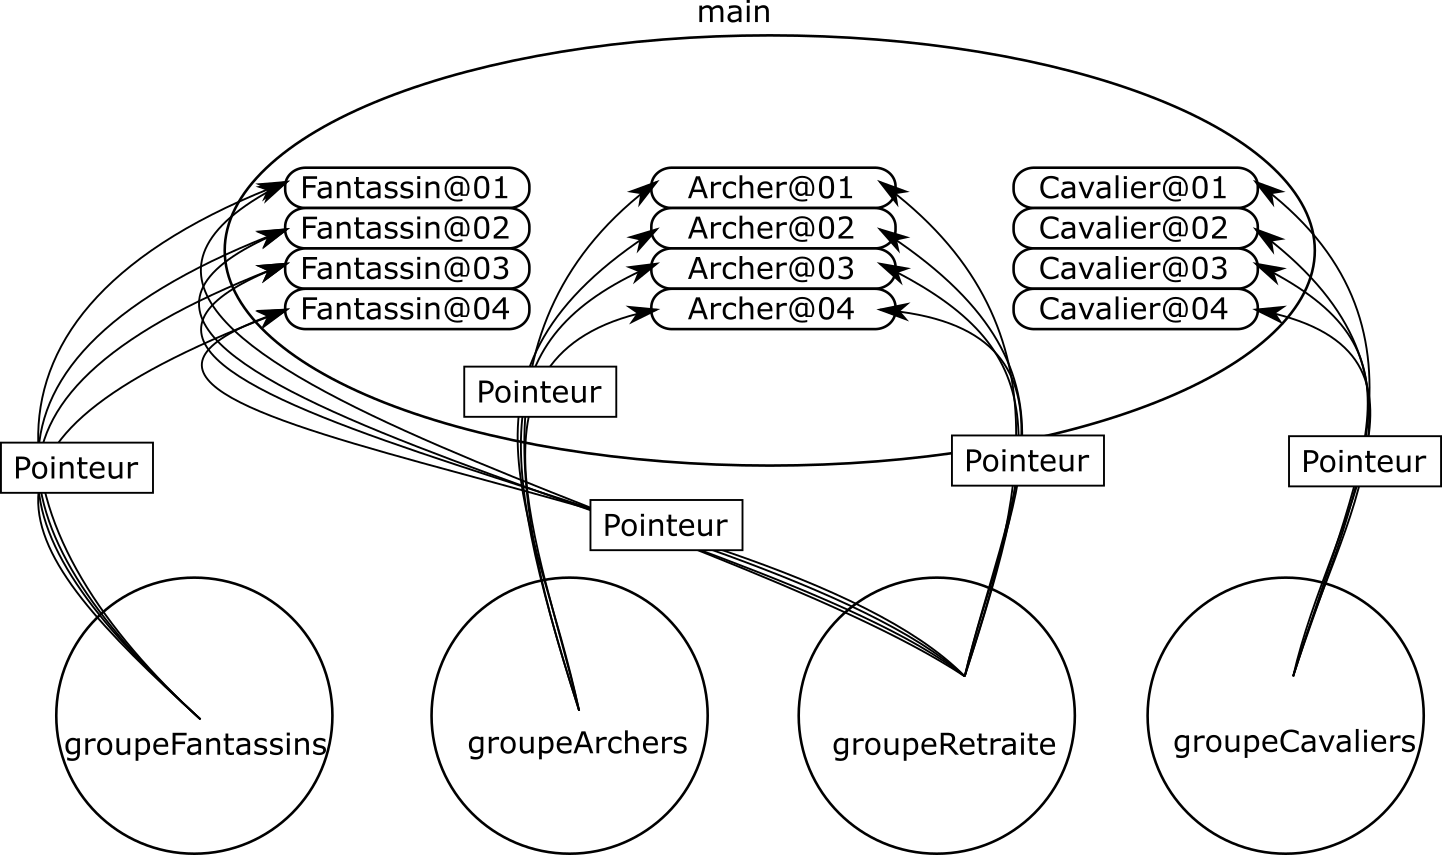 main
Fantassin@01
Fantassin@02
Fantassin@03
Fantassin@04
Archer@01
Archer@02
Archer@03
Archer@04
Cavalier@01
Cavalier@02
Cavalier@03
Cavalier@04
Pointeur
Pointeur
Pointeur
Pointeur
Pointeur
groupeFantassins
groupeArchers
groupeRetraite
groupeCavaliers